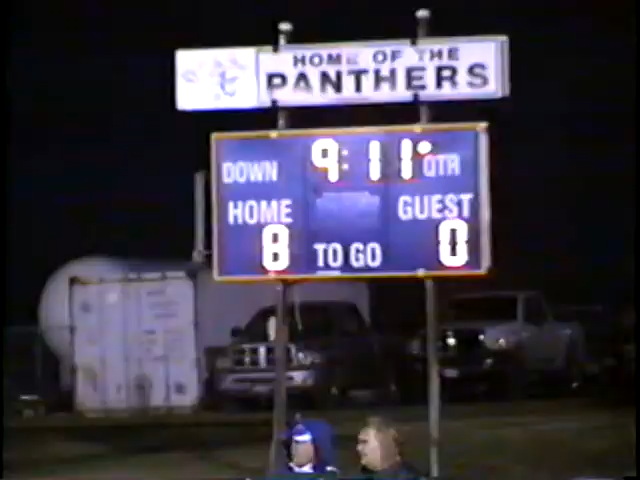 HOME OF THE
PANTHERS
DOWN 9:11 QTR
HOME GUEST
8 TO GO 0